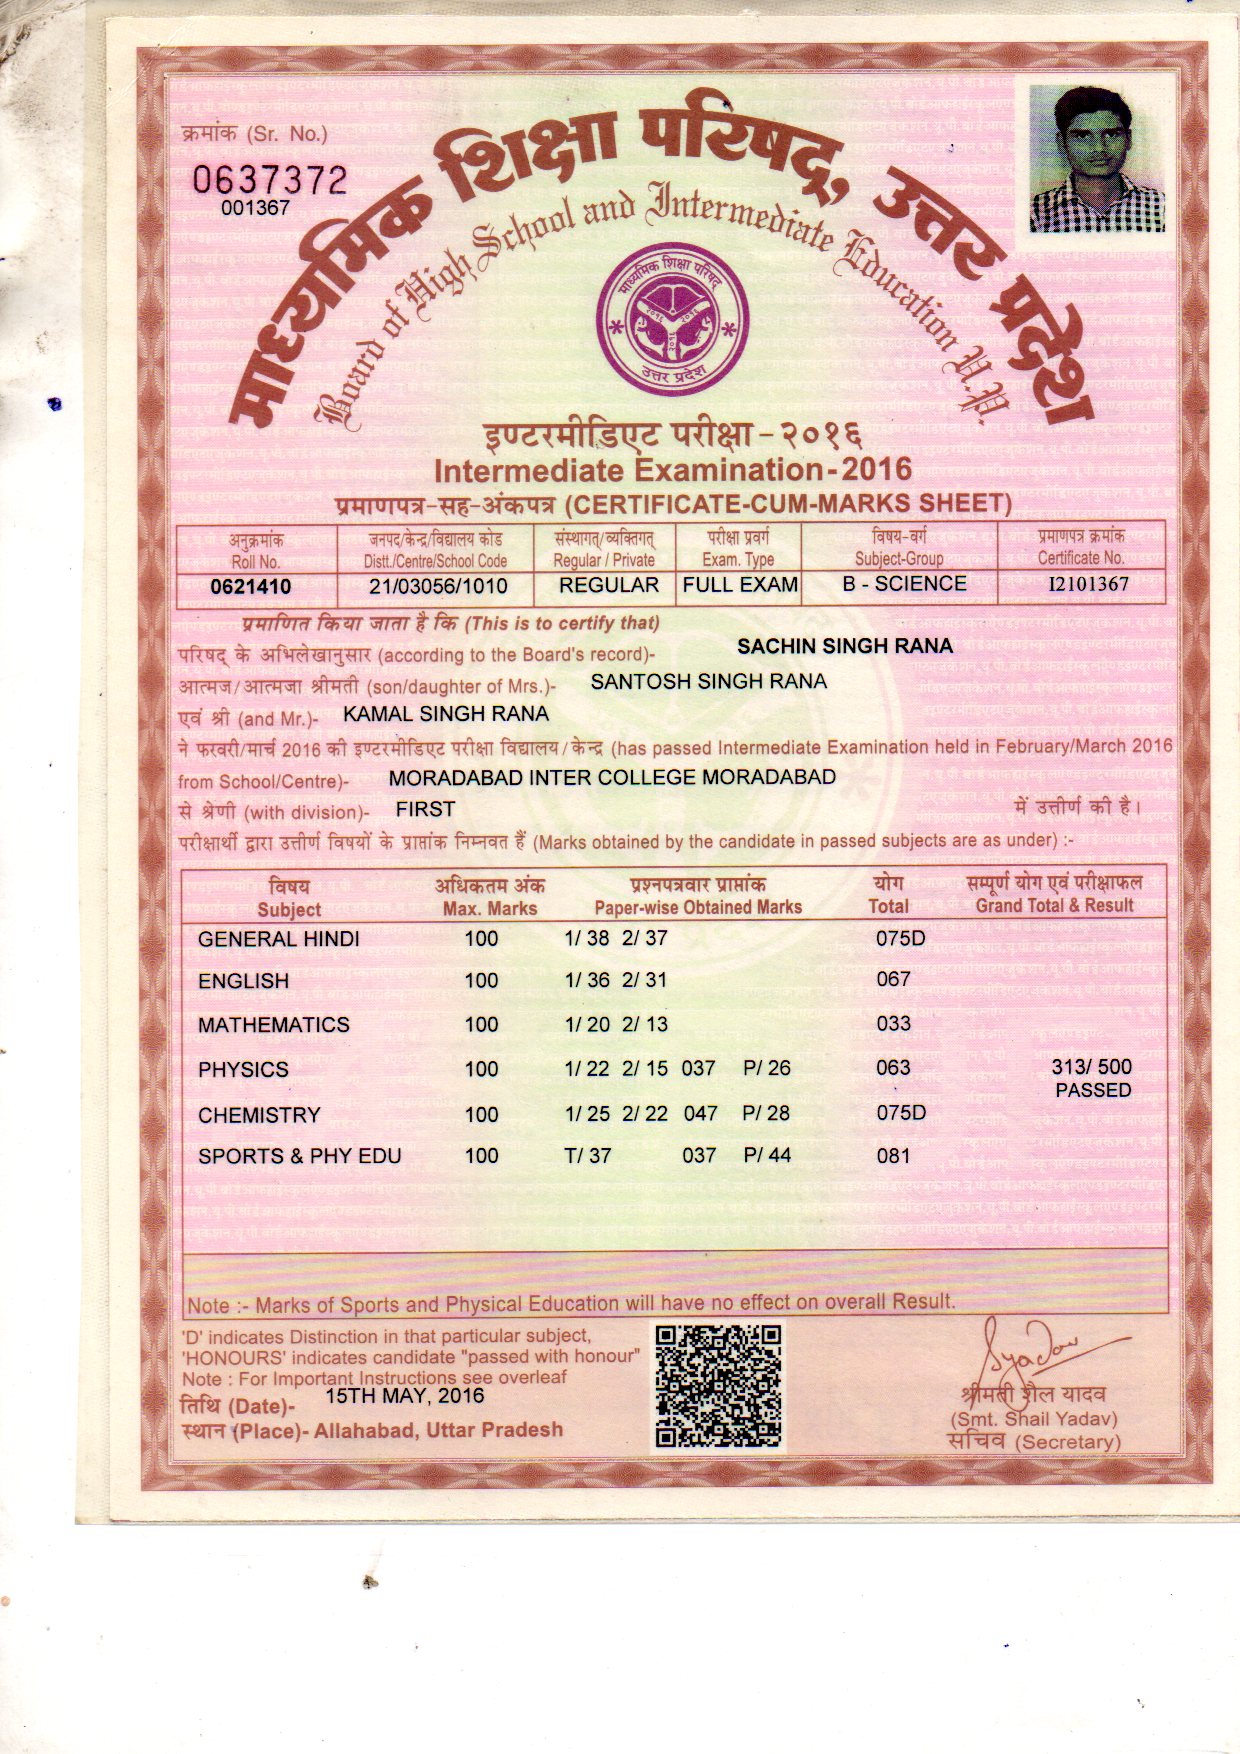 क्रमांक (Sr. No.)
0637372
001367
माध्यमिक शिक्षा परिषद्, उत्तर प्रदेश
Board of High School and Intermediate Education U.P.
माध्यमिक शिक्षा परिषद्
उत्तर प्रदेश
इण्टरमीडिएट परीक्षा - २०१६
Intermediate Examination - 2016
प्रमाणपत्र-सह-अंकपत्र (CERTIFICATE-CUM-MARKS SHEET)
अनुक्रमांक जनपद/केन्द्र/विद्यालय कोड संस्थागत्/व्यक्तिगत् परीक्षा प्रवर्ग विषय-वर्ग प्रमाणपत्र क्रमांक
Roll No. Distt./Centre/School Code Regular / Private Exam. Type Subject-Group Certificate No.
0621410 21/03056/1010 REGULAR FULL EXAM B - SCIENCE I2101367
प्रमाणित किया जाता है कि (This is to certify that)
परिषद् के अभिलेखानुसार (according to the Board's record)- SACHIN SINGH RANA
आत्मज/आत्मजा श्रीमती (son/daughter of Mrs.)- SANTOSH SINGH RANA
एवं श्री (and Mr.)- KAMAL SINGH RANA
ने फरवरी/मार्च 2016 की इण्टरमीडिएट परीक्षा विद्यालय/केन्द्र (has passed Intermediate Examination held in February/March 2016
from School/Centre)- MORADABAD INTER COLLEGE MORADABAD
से श्रेणी (with division)- FIRST में उत्तीर्ण की है।
परीक्षार्थी द्वारा उत्तीर्ण विषयों के प्राप्तांक निम्नवत हैं (Marks obtained by the candidate in passed subjects are as under) :-
विषय अधिकतम अंक प्रश्नपत्रवार प्राप्तांक योग सम्पूर्ण योग एवं परीक्षाफल
Subject Max. Marks Paper-wise Obtained Marks Total Grand Total & Result
GENERAL HINDI 100 1/ 38 2/ 37 075D
ENGLISH 100 1/ 36 2/ 31 067
MATHEMATICS 100 1/ 20 2/ 13 033
PHYSICS 100 1/ 22 2/ 15 037 P/ 26 063 313/ 500
PASSED
CHEMISTRY 100 1/ 25 2/ 22 047 P/ 28 075D
SPORTS & PHY EDU 100 T/ 37 037 P/ 44 081
Note :- Marks of Sports and Physical Education will have no effect on overall Result.
'D' indicates Distinction in that particular subject,
'HONOURS' indicates candidate "passed with honour"
Note : For Important Instructions see overleaf
तिथि (Date)- 15TH MAY, 2016
स्थान (Place)- Allahabad, Uttar Pradesh
SYadav
श्रीमती शैल यादव
(Smt. Shail Yadav)
सचिव (Secretary)